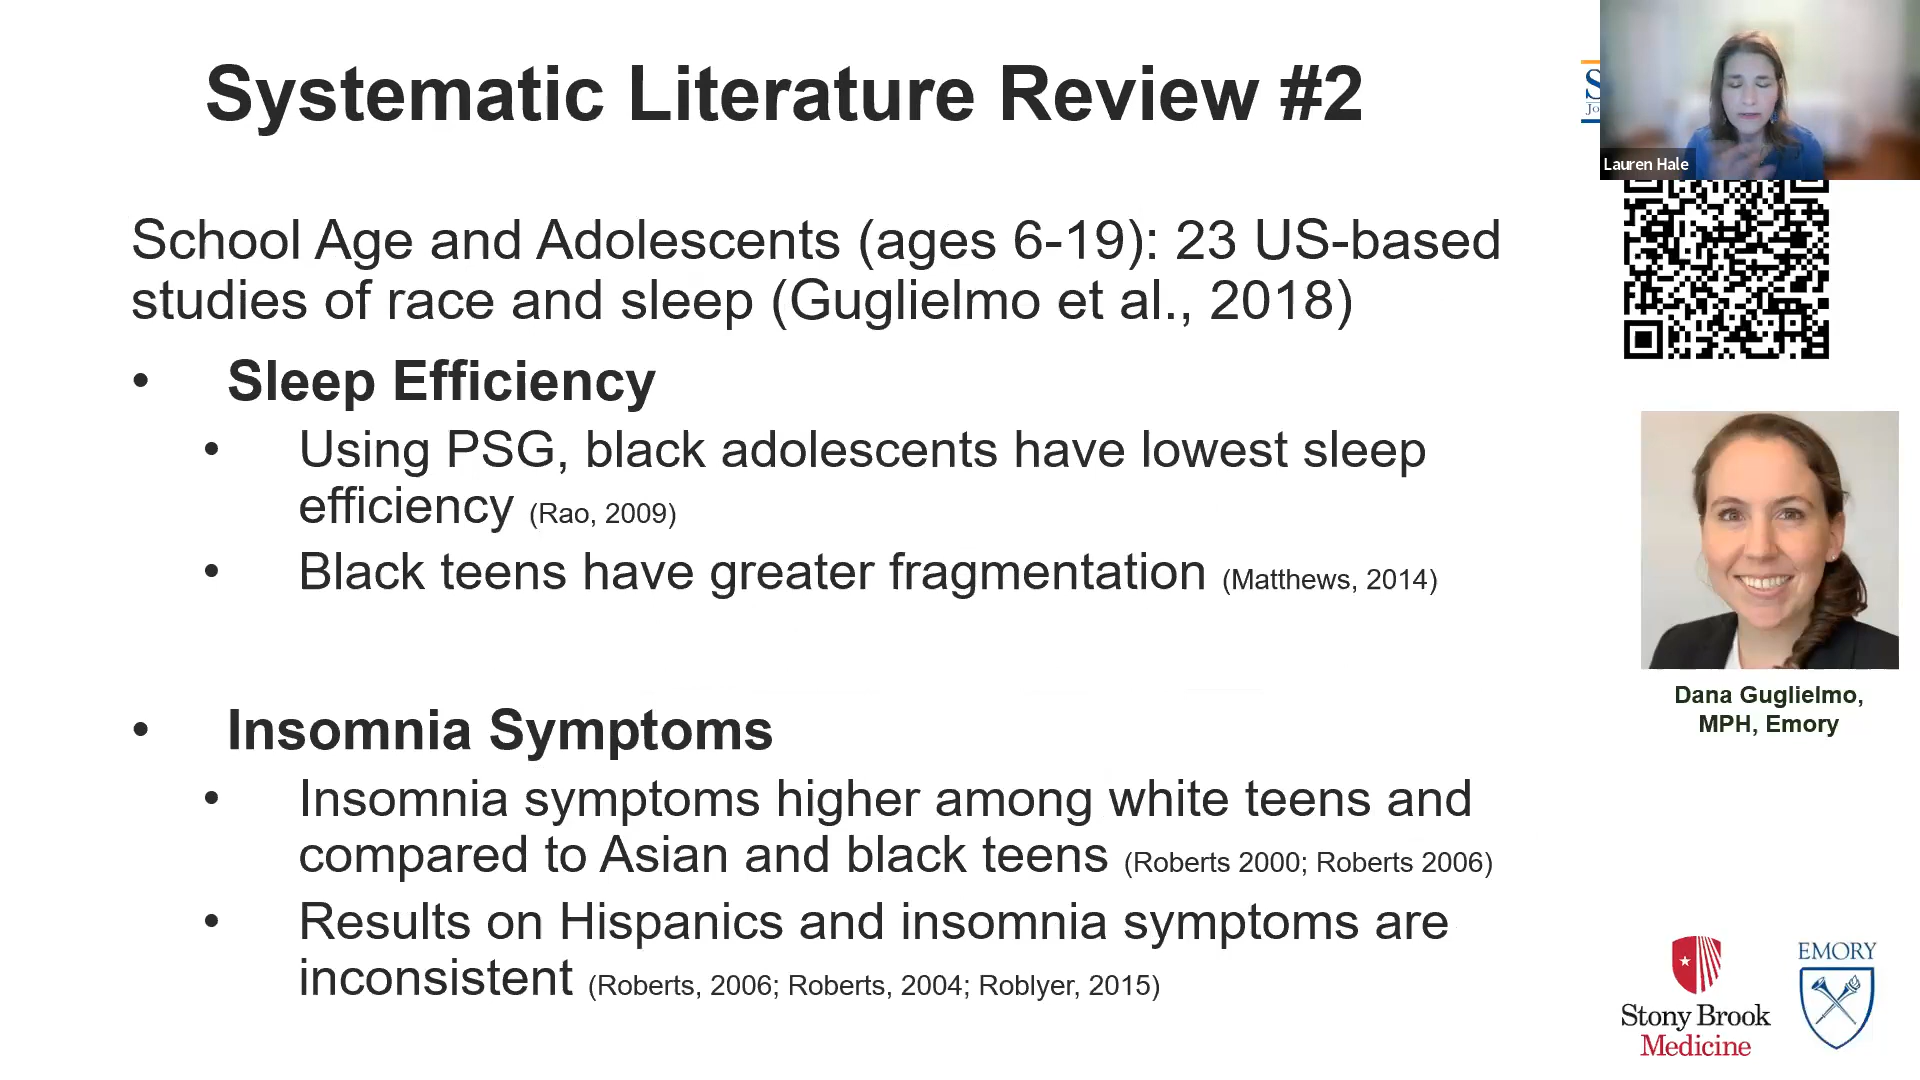 Systematic Literature Review #2
Lauren Hale
School Age and Adolescents (ages 6-19): 23 US-based
studies of race and sleep (Guglielmo et al., 2018)
• Sleep Efficiency
• Using PSG, black adolescents have lowest sleep
efficiency (Rao, 2009)
• Black teens have greater fragmentation (Matthews, 2014)
• Insomnia Symptoms
• Insomnia symptoms higher among white teens and
compared to Asian and black teens (Roberts 2000; Roberts 2006)
• Results on Hispanics and insomnia symptoms are
inconsistent (Roberts, 2006; Roberts, 2004; Roblyer, 2015)
Dana Guglielmo,
MPH, Emory
Stony Brook
Medicine
EMORY